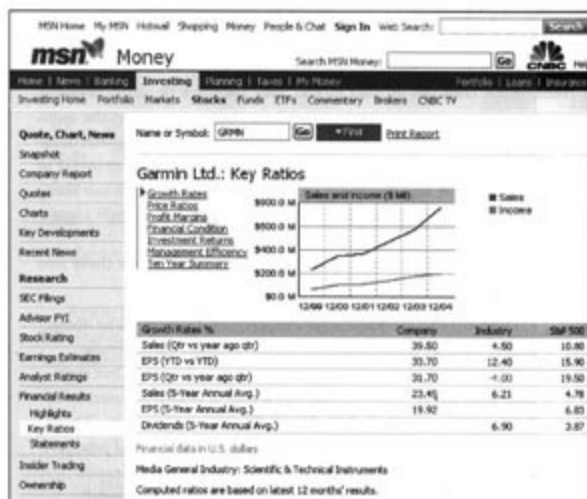 MSN Home My MSN Hotmail Shopping Money People & Chat Sign In Web Search: Search
msn Money Search MSN Money: Go CNBC Help
Home | News | Banking Investing Planning | Taxes | My Money Portfolio | Loans | Insurance
Investing Home Portfolio Markets Stocks Funds ETFs Commentary Brokers CNBC TV
Quote, Chart, News
Snapshot
Company Report
Quotes
Charts
Key Developments
Recent News
Research
SEC Filings
Advisor FYI
Stock Rating
Earnings Estimates
Analyst Ratings
Financial Results
Highlights
Key Ratios
Statements
Insider Trading
Ownership
Name or Symbol: GRMN Go Find Print Report
Garmin Ltd.: Key Ratios
Growth Rates
Price Ratios
Profit Margins
Financial Condition
Investment Returns
Management Efficiency
Ten Year Summary
Sales and Income ($ Mil)
$800.0 M
$600.0 M
$400.0 M
$200.0 M
$0.0 M
12/99 12/00 12/01 12/02 12/03 12/04
Sales
Income
Growth Rates % Company Industry S&P 500
Sales (Qtr vs year ago qtr) 39.50 4.50 10.80
EPS (YTD vs YTD) 33.70 12.40 15.90
EPS (Qtr vs year ago qtr) 31.70 -4.00 19.50
Sales (5-Year Annual Avg.) 23.45 6.21 4.78
EPS (5-Year Annual Avg.) 19.92 6.83
Dividends (5-Year Annual Avg.) 6.90 3.87
Financial data in U.S. dollars
Media General Industry: Scientific & Technical Instruments
Computed ratios are based on latest 12 months' results.